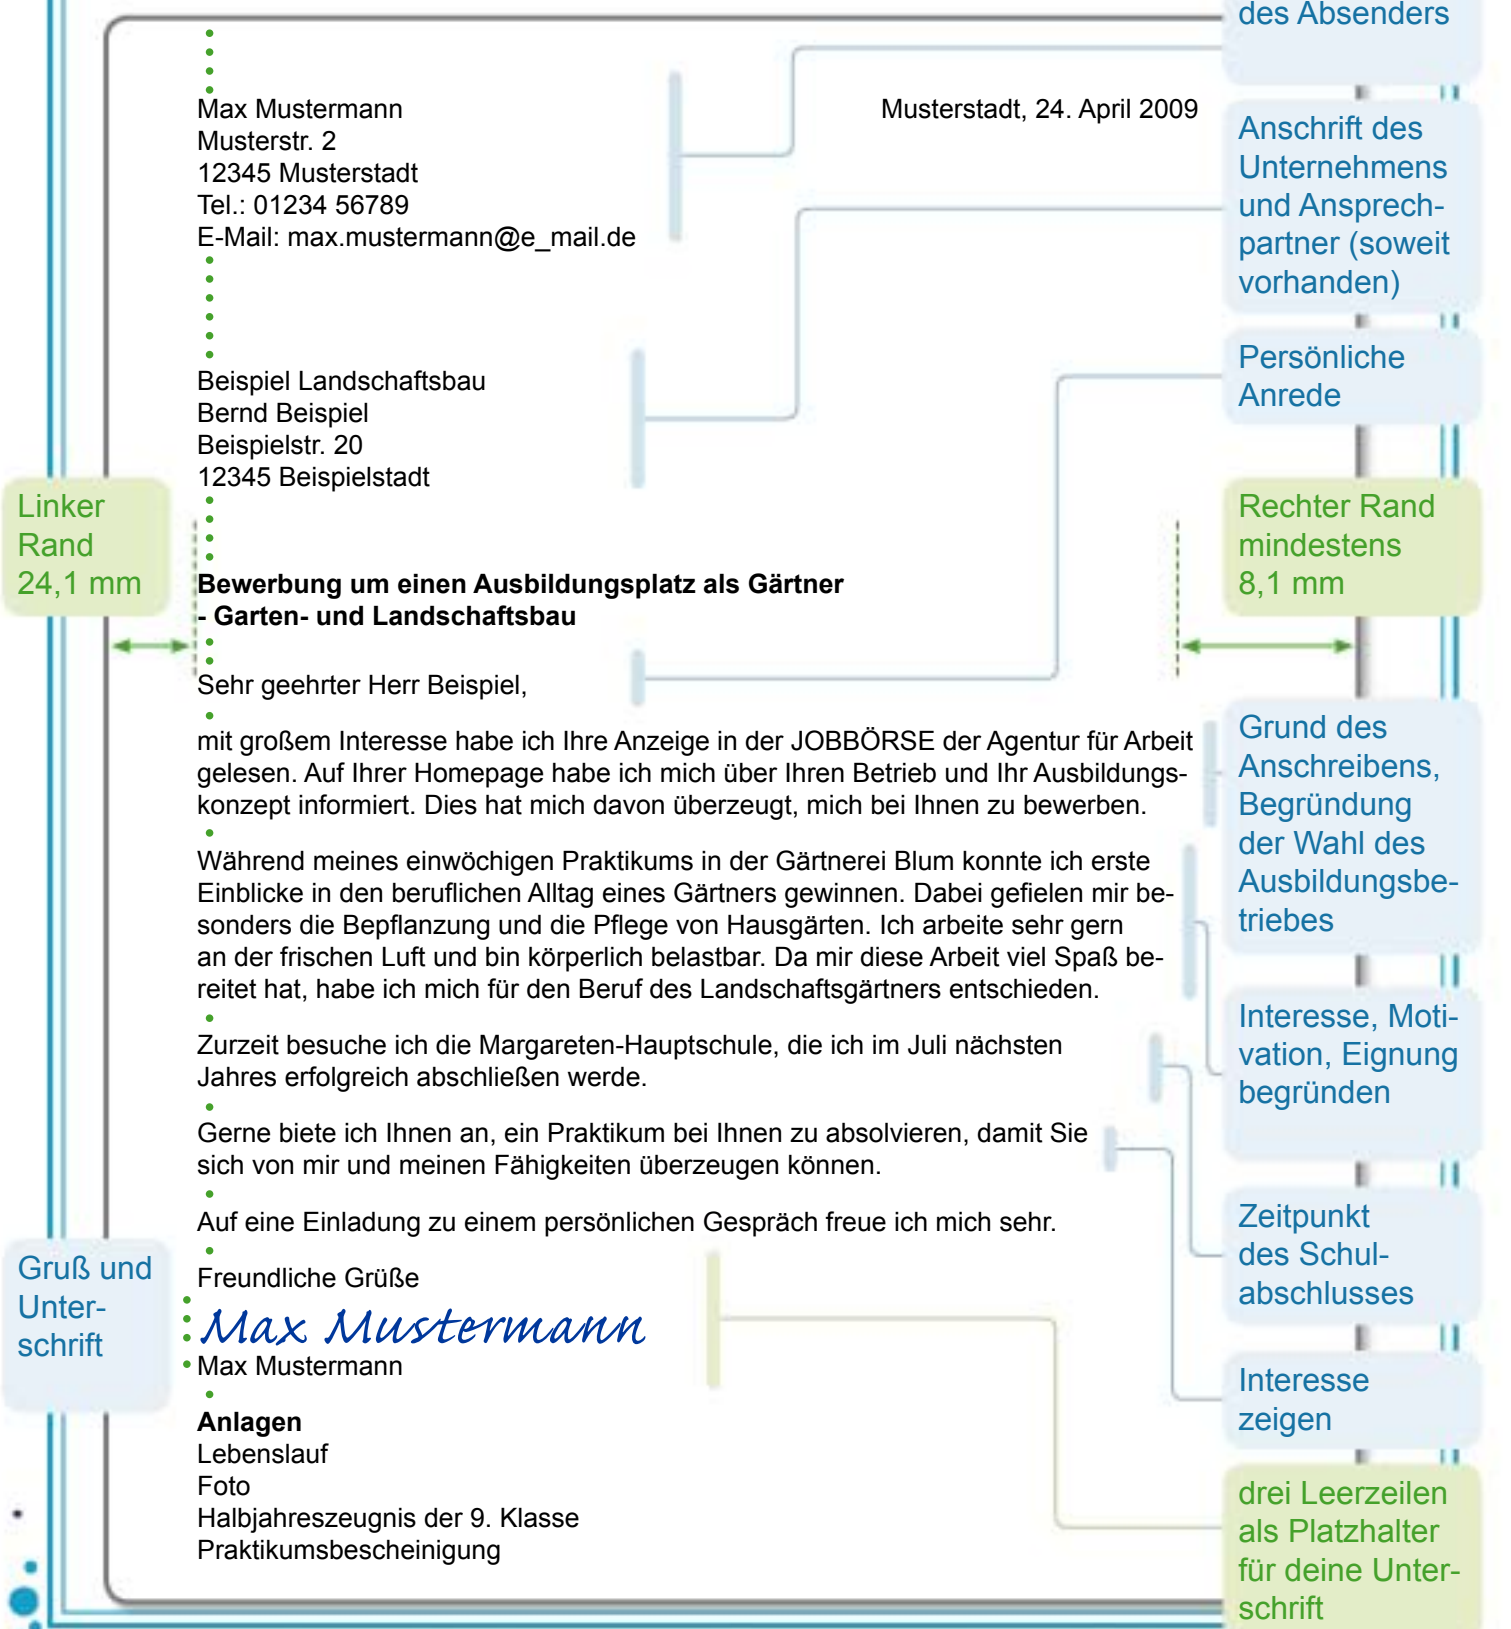 des Absenders
Max Mustermann
Musterstr. 2
12345 Musterstadt
Tel.: 01234 56789
E-Mail: max.mustermann@e_mail.de
Musterstadt, 24. April 2009
Anschrift des
Unternehmens
und Ansprech-
partner (soweit
vorhanden)
Beispiel Landschaftsbau
Bernd Beispiel
Beispielstr. 20
12345 Beispielstadt
Persönliche
Anrede
Linker
Rand
24,1 mm
Rechter Rand
mindestens
8,1 mm
Bewerbung um einen Ausbildungsplatz als Gärtner
- Garten- und Landschaftsbau
Sehr geehrter Herr Beispiel,
mit großem Interesse habe ich Ihre Anzeige in der JOBBÖRSE der Agentur für Arbeit
gelesen. Auf Ihrer Homepage habe ich mich über Ihren Betrieb und Ihr Ausbildungs-
konzept informiert. Dies hat mich davon überzeugt, mich bei Ihnen zu bewerben.
Grund des
Anschreibens,
Begründung
der Wahl des
Ausbildungsbe-
triebes
Während meines einwöchigen Praktikums in der Gärtnerei Blum konnte ich erste
Einblicke in den beruflichen Alltag eines Gärtners gewinnen. Dabei gefielen mir be-
sonders die Bepflanzung und die Pflege von Hausgärten. Ich arbeite sehr gern
an der frischen Luft und bin körperlich belastbar. Da mir diese Arbeit viel Spaß be-
reitet hat, habe ich mich für den Beruf des Landschaftsgärtners entschieden.
Interesse, Moti-
vation, Eignung
begründen
Zurzeit besuche ich die Margareten-Hauptschule, die ich im Juli nächsten
Jahres erfolgreich abschließen werde.
Gerne biete ich Ihnen an, ein Praktikum bei Ihnen zu absolvieren, damit Sie
sich von mir und meinen Fähigkeiten überzeugen können.
Auf eine Einladung zu einem persönlichen Gespräch freue ich mich sehr.
Zeitpunkt
des Schul-
abschlusses
Gruß und
Unter-
schrift
Freundliche Grüße
Max Mustermann
Max Mustermann
Interesse
zeigen
Anlagen
Lebenslauf
Foto
Halbjahreszeugnis der 9. Klasse
Praktikumsbescheinigung
drei Leerzeilen
als Platzhalter
für deine Unter-
schrift